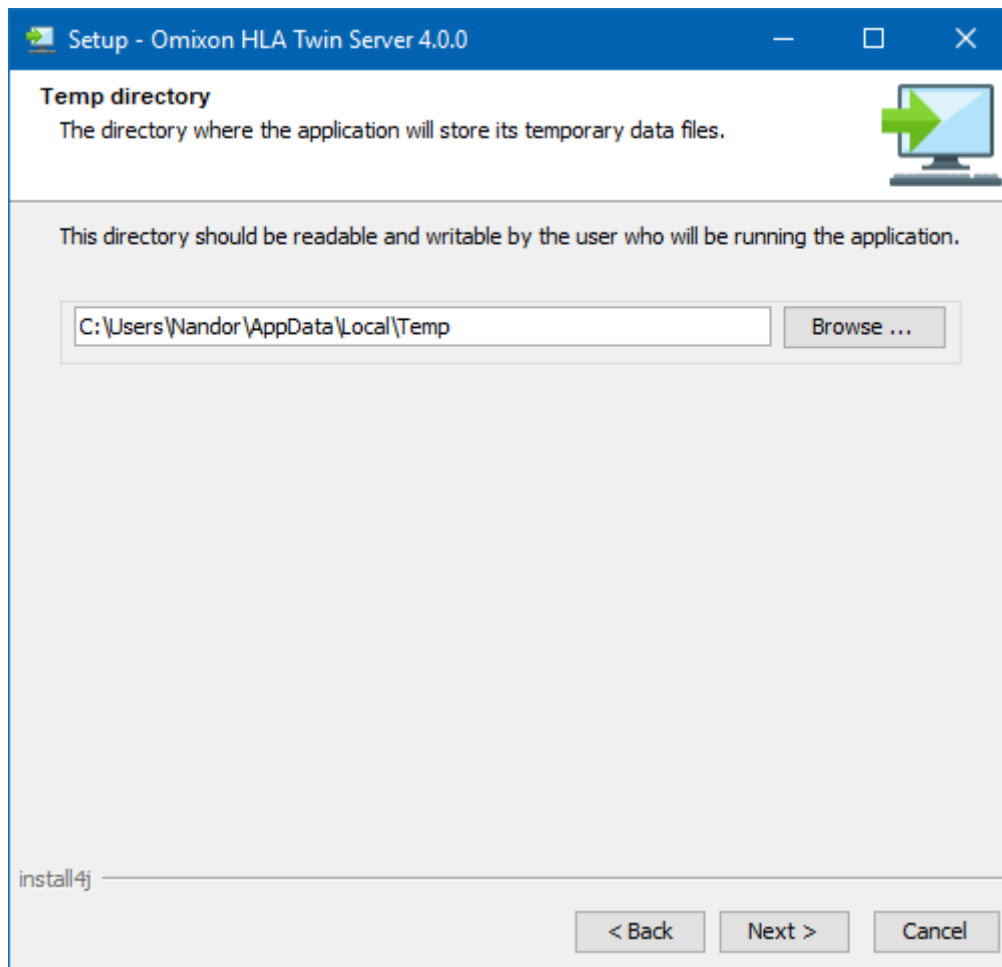 Setup - Omixon HLA Twin Server 4.0.0
Temp directory
The directory where the application will store its temporary data files.
This directory should be readable and writable by the user who will be running the application.
C:\Users\Nandor\AppData\Local\Temp
Browse ...
install4j
< Back
Next >
Cancel